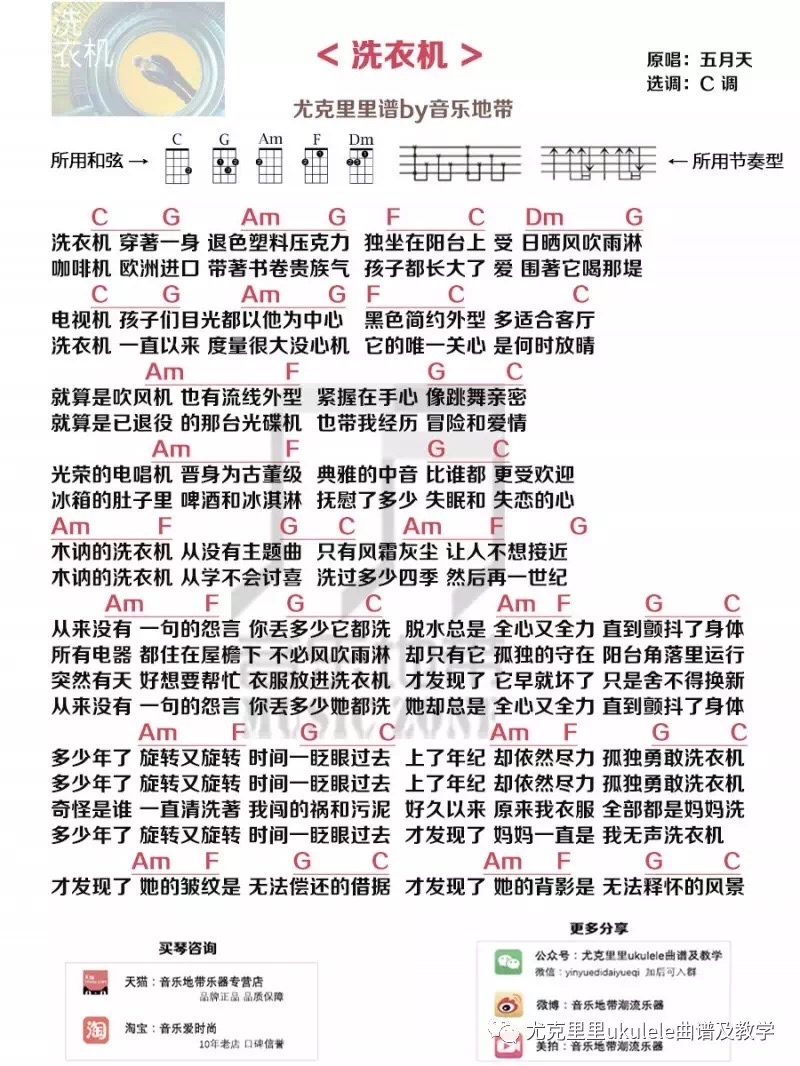 洗
衣机
< 洗衣机 >
原唱：五月天
选调：C 调
尤克里里谱by音乐地带
C G Am F Dm
所用和弦→
←所用节奏型
C G Am G F C Dm G
洗衣机 穿著一身 退色塑料压克力 独坐在阳台上 受 日晒风吹雨淋
咖啡机 欧洲进口 带著书卷贵族气 孩子都长大了 爱 围著它喝那堤
C G Am G F C C
电视机 孩子们目光都以他为中心 黑色简约外型 多适合客厅
洗衣机 一直以来 度量很大没心机 它的唯一关心 是何时放晴
Am F G C
就算是吹风机 也有流线外型 紧握在手心 像跳舞亲密
就算是已退役 的那台光碟机 也带我经历 冒险和爱情
Am F G C
光荣的电唱机 晋身为古董级 典雅的中音 比谁都 更受欢迎
冰箱的肚子里 啤酒和冰淇淋 抚慰了多少 失眠和 失恋的心
Am F G C Am F G
木讷的洗衣机 从没有主题曲 只有风霜灰尘 让人不想接近
木讷的洗衣机 从学不会讨喜 洗过多少四季 然后再一世纪
Am F G C Am F G C
从来没有 一句的怨言 你丢多少它都洗 脱水总是 全心又全力 直到颤抖了身体
所有电器 都住在屋檐下 不必风吹雨淋 却只有它 孤独的守在 阳台角落里运行
突然有天 好想要帮忙 衣服放进洗衣机 才发现了 它早就坏了 只是舍不得换新
从来没有 一句的怨言 你丢多少她都洗 她却总是 全心又全力 直到颤抖了身体
MUSIC ZONE
Am F G C Am F G C
多少年了 旋转又旋转 时间一眨眼过去 上了年纪 却依然尽力 孤独勇敢洗衣机
多少年了 旋转又旋转 时间一眨眼过去 上了年纪 却依然尽力 孤独勇敢洗衣机
奇怪是谁 一直清洗著 我闯的祸和污泥 好久以来 原来我衣服 全部都是妈妈洗
多少年了 旋转又旋转 时间一眨眼过去 才发现了 妈妈一直是 我无声洗衣机
Am F G C Am F G C
才发现了 她的皱纹是 无法偿还的借据 才发现了 她的背影是 无法释怀的风景
买琴咨询
天猫：音乐地带乐器专营店
品牌正品 品质保障
淘
淘宝：音乐爱时尚
10年老店 口碑信誉
更多分享
公众号：尤克里里ukulele曲谱及教学
微信：yinyuedidaiyueqi 加后可入群
微博：音乐地带潮流乐器
尤克里里ukulele曲谱及教学
美拍：音乐地带潮流乐器